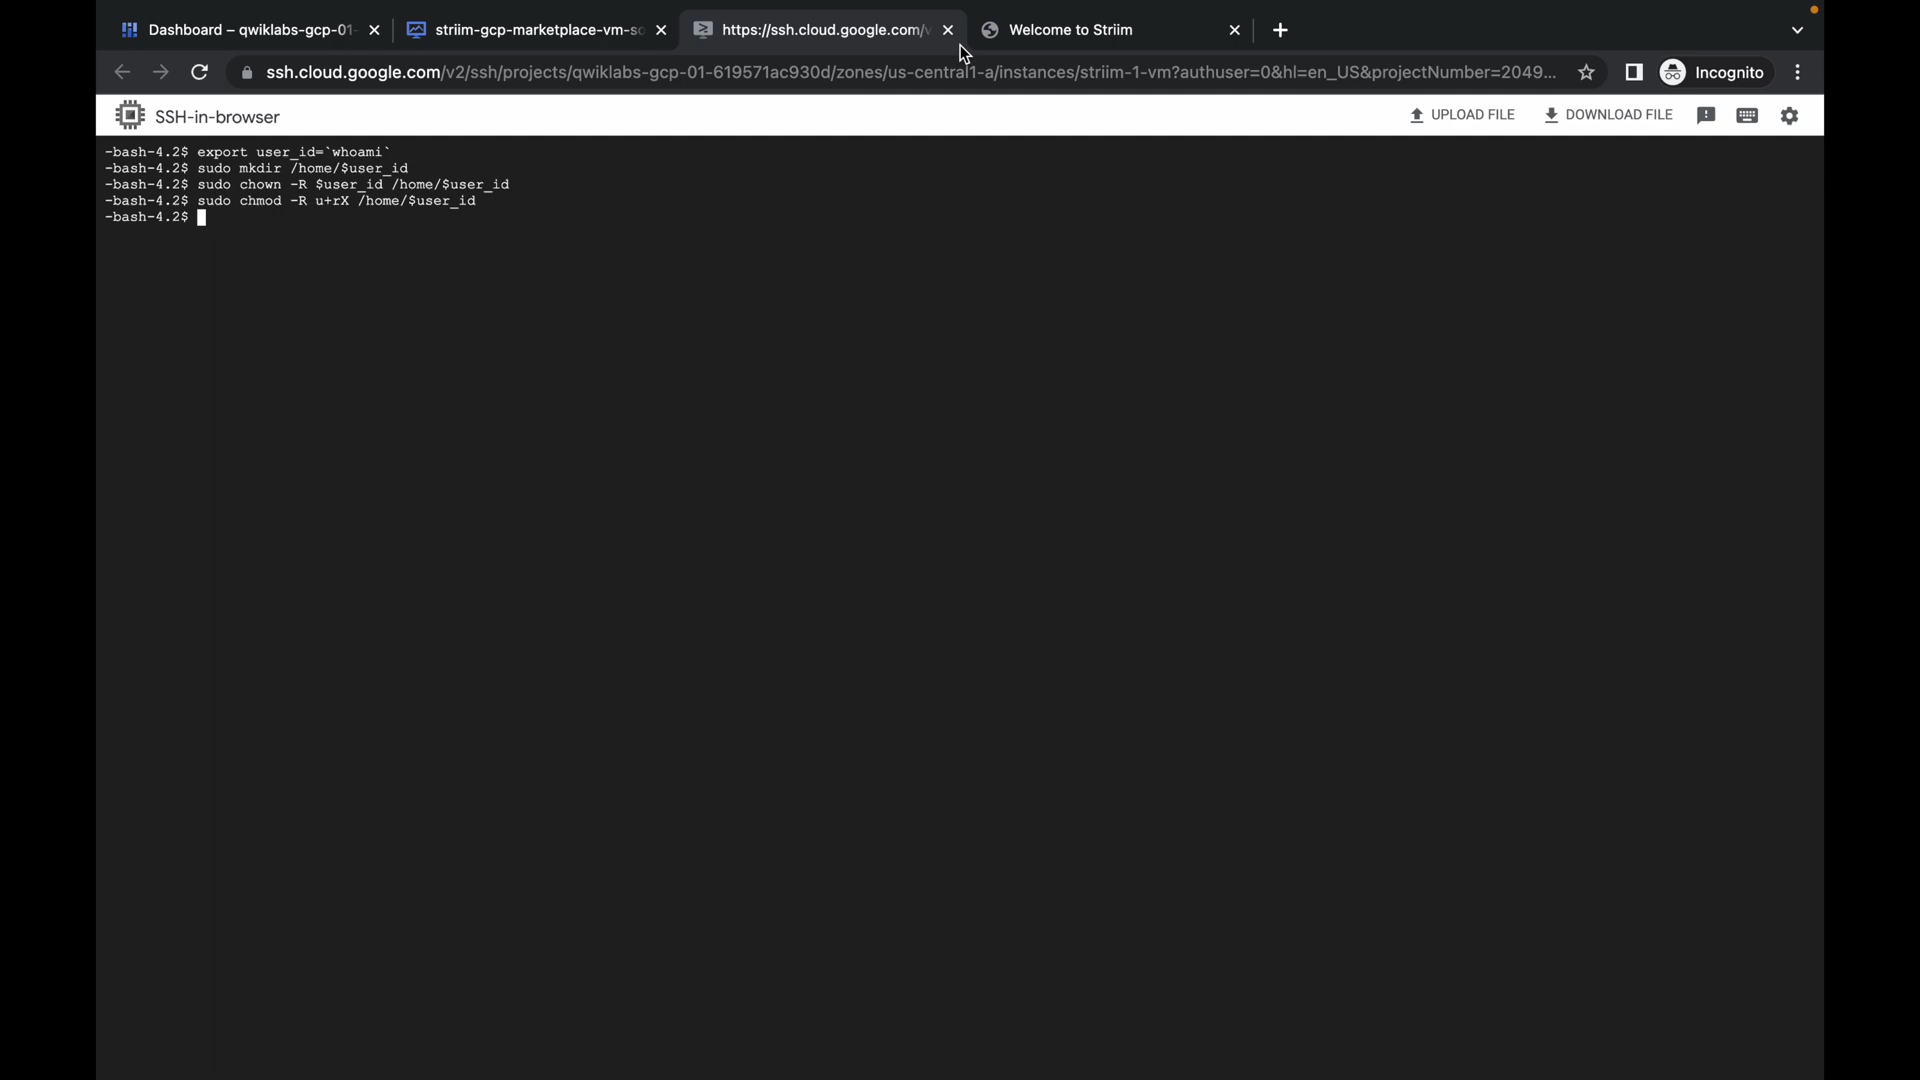 Dashboard – qwiklabs-gcp-01-
striim-gcp-marketplace-vm-so
https://ssh.cloud.google.com/v
Welcome to Striim
ssh.cloud.google.com/v2/ssh/projects/qwiklabs-gcp-01-619571ac930d/zones/us-central1-a/instances/striim-1-vm?authuser=0&hl=en_US&projectNumber=2049...
Incognito
SSH-in-browser
UPLOAD FILE
DOWNLOAD FILE
-bash-4.2$ export user_id=`whoami`
-bash-4.2$ sudo mkdir /home/$user_id
-bash-4.2$ sudo chown -R $user_id /home/$user_id
-bash-4.2$ sudo chmod -R u+rX /home/$user_id
-bash-4.2$